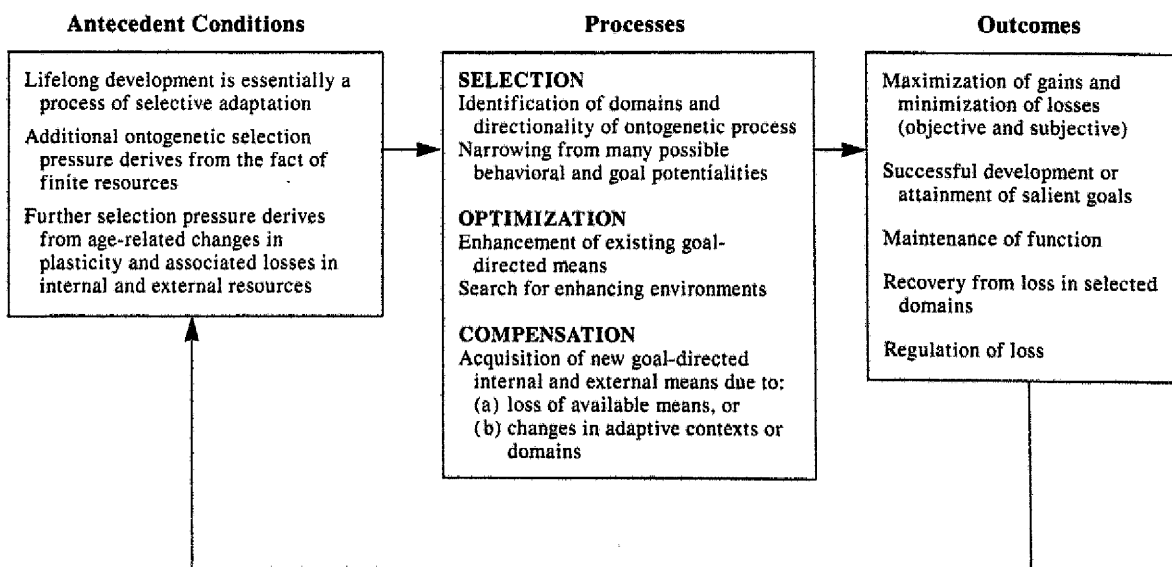 Antecedent Conditions
Lifelong development is essentially a
process of selective adaptation
Additional ontogenetic selection
pressure derives from the fact of
finite resources
Further selection pressure derives
from age-related changes in
plasticity and associated losses in
internal and external resources
Processes
SELECTION
Identification of domains and
directionality of ontogenetic process
Narrowing from many possible
behavioral and goal potentialities
OPTIMIZATION
Enhancement of existing goal-
directed means
Search for enhancing environments
COMPENSATION
Acquisition of new goal-directed
internal and external means due to:
(a) loss of available means, or
(b) changes in adaptive contexts or
domains
Outcomes
Maximization of gains and
minimization of losses
(objective and subjective)
Successful development or
attainment of salient goals
Maintenance of function
Recovery from loss in selected
domains
Regulation of loss